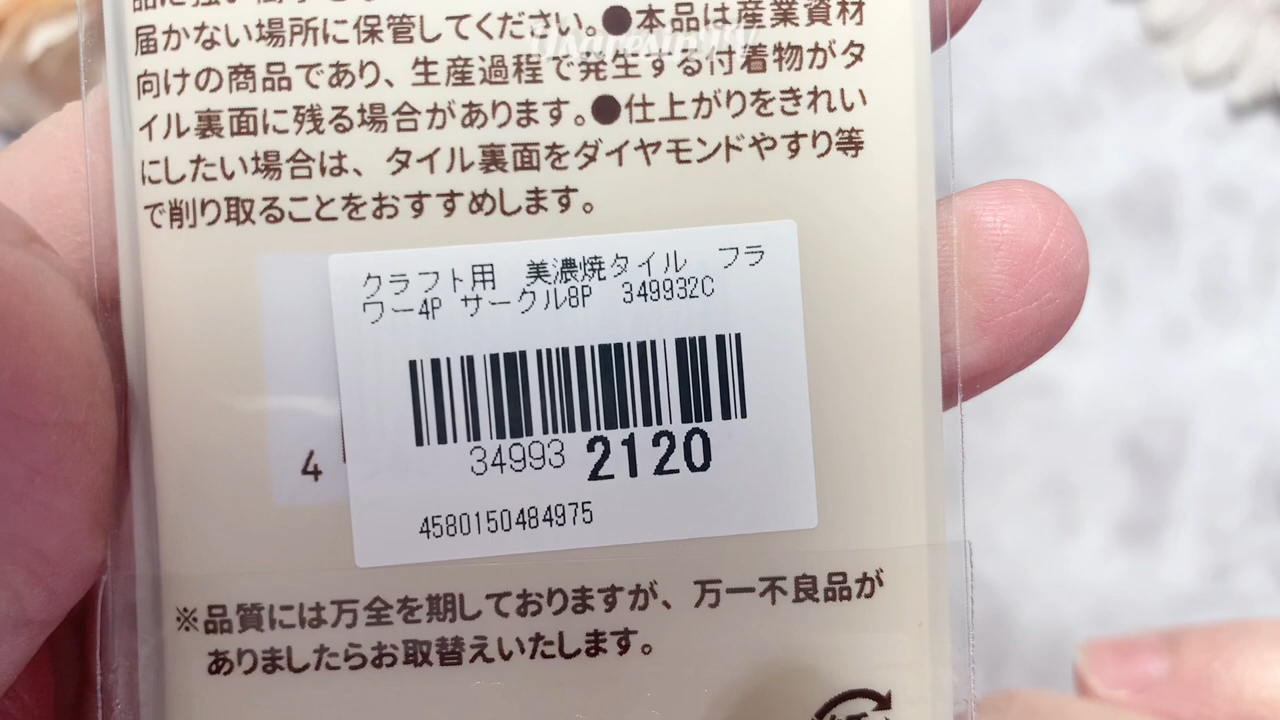 届かない場所に保管してください。●本品は産業資材
向けの商品であり、生産過程で発生する付着物がタ
イル裏面に残る場合があります。●仕上がりをきれい
にしたい場合は、タイル裏面をダイヤモンドやすり等
で削り取ることをおすすめします。
クラフト用 美濃焼タイル フラ
ワー4P サークル8P 349932C
34993 2120
4
4580150484975
※品質には万全を期しておりますが、万一不良品が
ありましたらお取替えいたします。